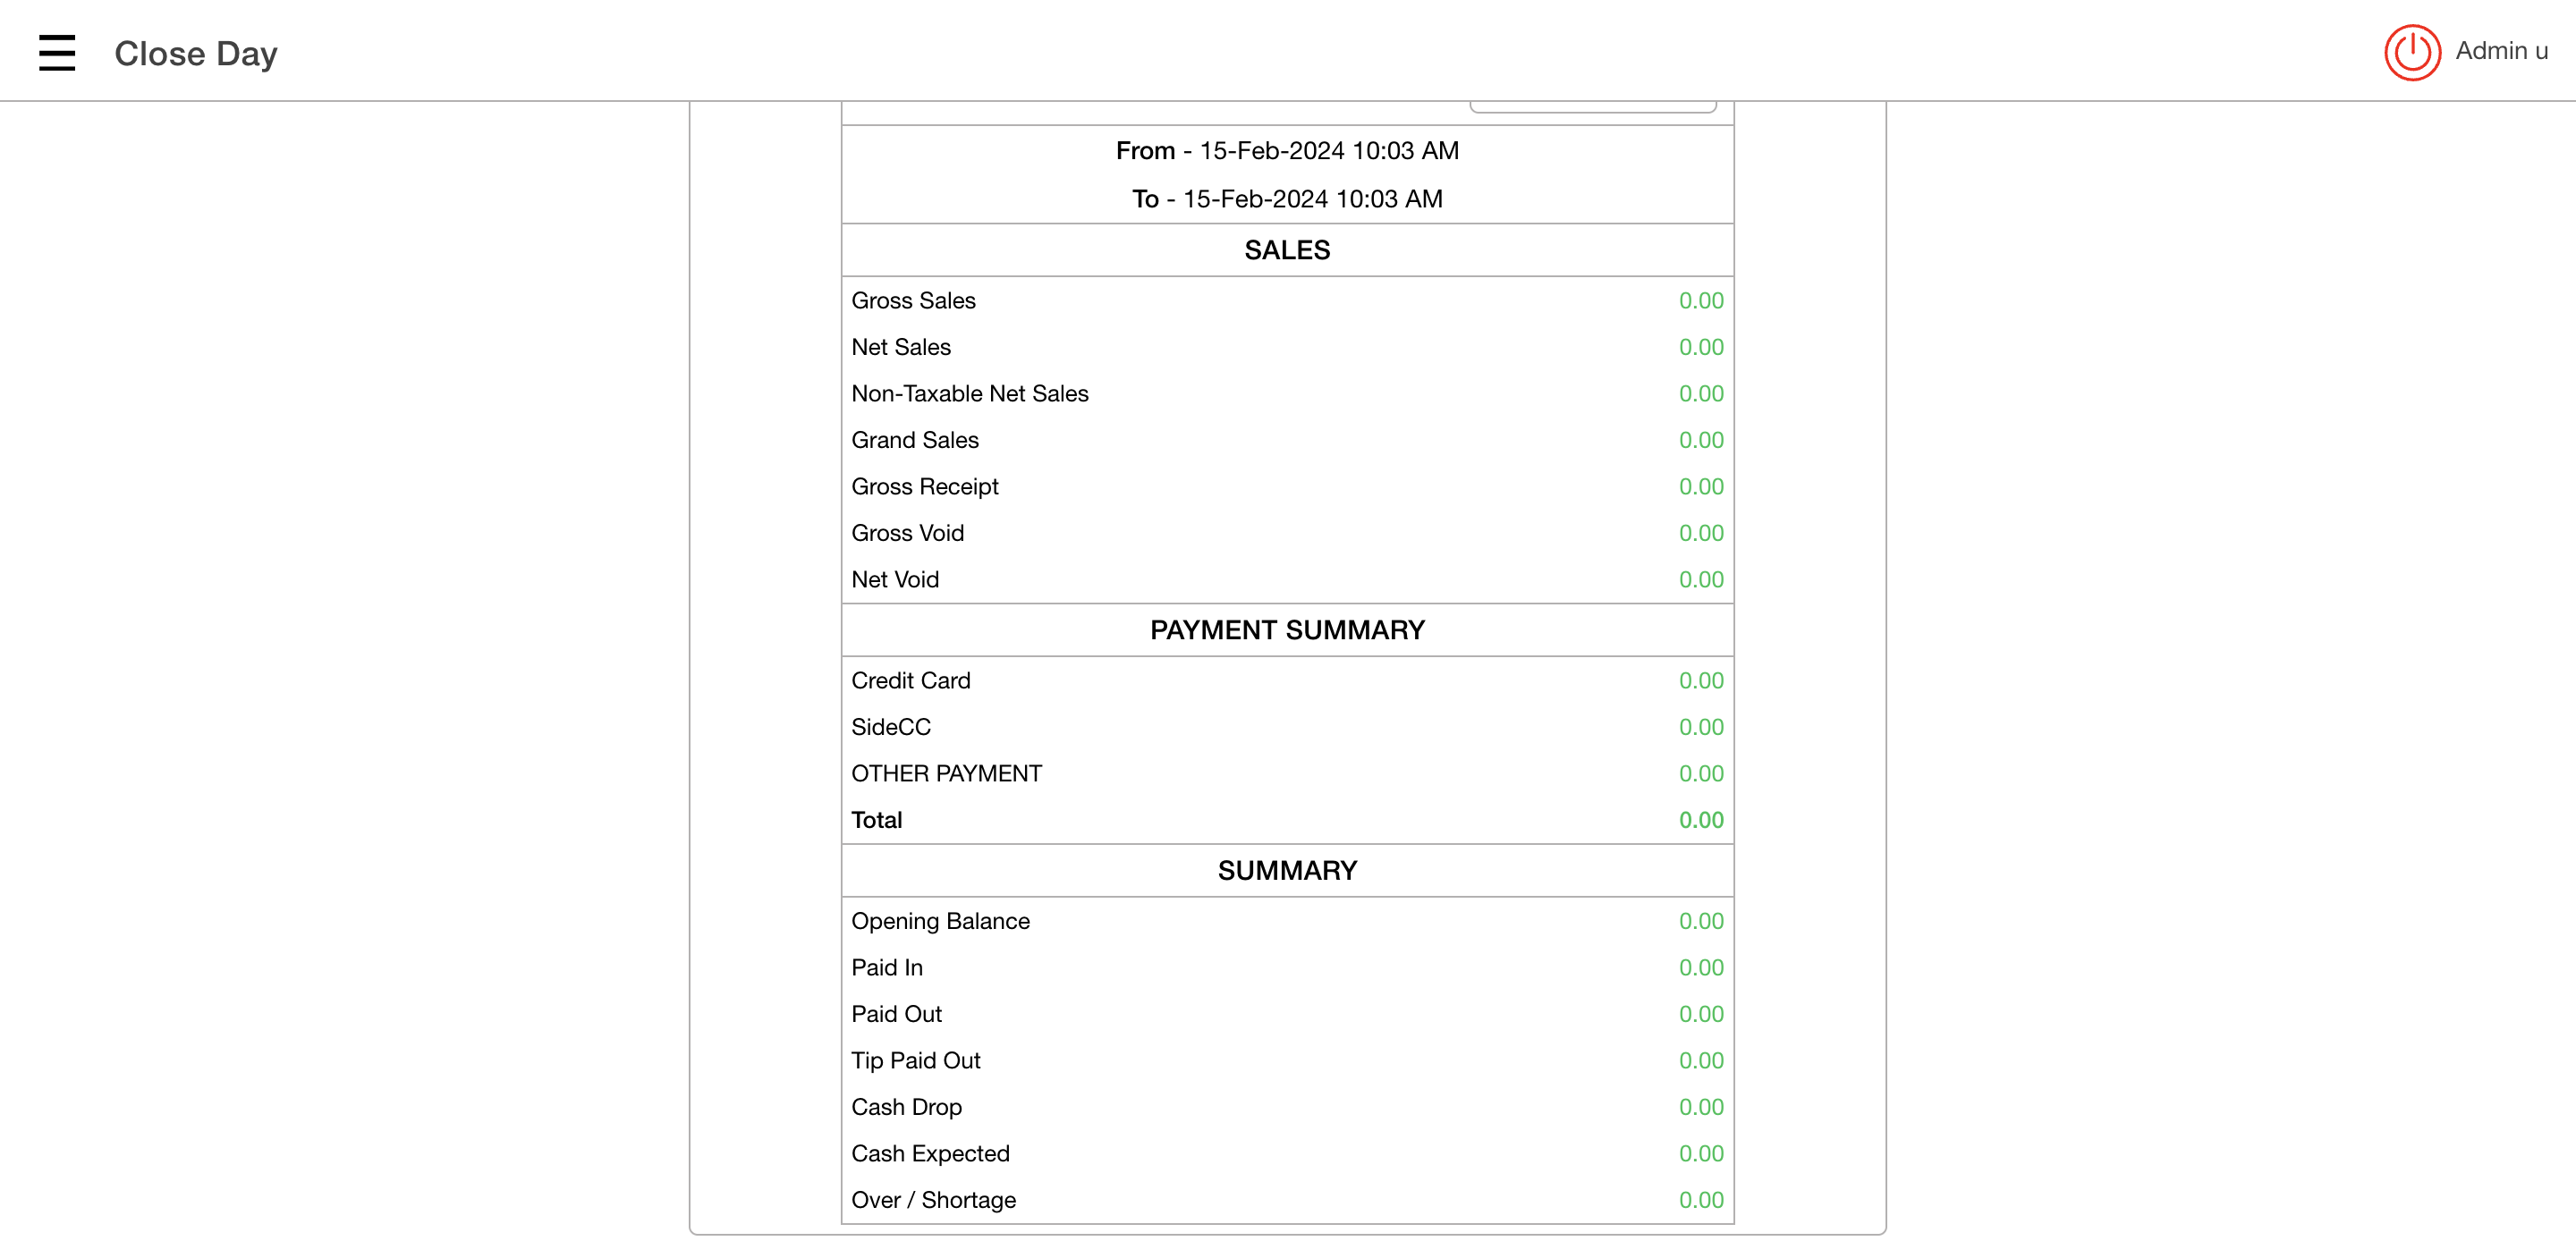 Close Day
Admin u
From - 15-Feb-2024 10:03 AM
To - 15-Feb-2024 10:03 AM
SALES
Gross Sales 0.00
Net Sales 0.00
Non-Taxable Net Sales 0.00
Grand Sales 0.00
Gross Receipt 0.00
Gross Void 0.00
Net Void 0.00
PAYMENT SUMMARY
Credit Card 0.00
SideCC 0.00
OTHER PAYMENT 0.00
Total 0.00
SUMMARY
Opening Balance 0.00
Paid In 0.00
Paid Out 0.00
Tip Paid Out 0.00
Cash Drop 0.00
Cash Expected 0.00
Over / Shortage 0.00